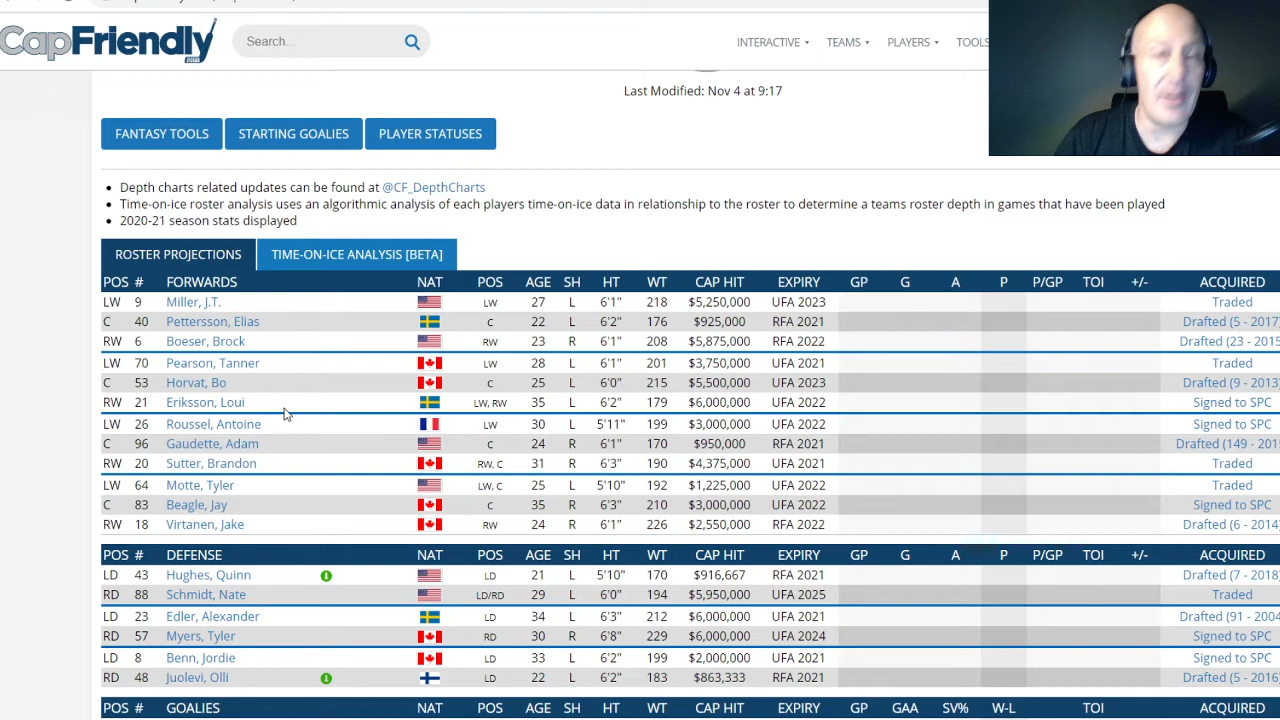 CapFriendly Search... INTERACTIVE TEAMS PLAYERS TOOLS
Last Modified: Nov 4 at 9:17
FANTASY TOOLS STARTING GOALIES PLAYER STATUSES
Depth charts related updates can be found at @CF_DepthCharts
Time-on-ice roster analysis uses an algorithmic analysis of each players time-on-ice data in relationship to the roster to determine a teams roster depth in games that have been played
2020-21 season stats displayed
ROSTER PROJECTIONS TIME-ON-ICE ANALYSIS [BETA]
POS # FORWARDS NAT POS AGE SH HT WT CAP HIT EXPIRY GP G A P P/GP TOI +/- ACQUIRED
LW 9 Miller, J.T. LW 27 L 6'1" 218 $5,250,000 UFA 2023 Traded
C 40 Pettersson, Elias C 22 L 6'2" 176 $925,000 RFA 2021 Drafted (5 - 2017)
RW 6 Boeser, Brock RW 23 R 6'1" 208 $5,875,000 RFA 2022 Drafted (23 - 2015
LW 70 Pearson, Tanner LW 28 L 6'1" 201 $3,750,000 UFA 2021 Traded
C 53 Horvat, Bo C 25 L 6'0" 215 $5,500,000 UFA 2023 Drafted (9 - 2013)
RW 21 Eriksson, Loui LW, RW 35 L 6'2" 179 $6,000,000 UFA 2022 Signed to SPC
LW 26 Roussel, Antoine LW 30 L 5'11" 199 $3,000,000 UFA 2022 Signed to SPC
C 96 Gaudette, Adam C 24 R 6'1" 170 $950,000 RFA 2021 Drafted (149 - 201
RW 20 Sutter, Brandon RW, C 31 R 6'3" 190 $4,375,000 UFA 2021 Traded
LW 64 Motte, Tyler LW, C 25 L 5'10" 192 $1,225,000 UFA 2022 Traded
C 83 Beagle, Jay C 35 R 6'3" 210 $3,000,000 UFA 2022 Signed to SPC
RW 18 Virtanen, Jake RW 24 R 6'1" 226 $2,550,000 RFA 2022 Drafted (6 - 2014)
POS # DEFENSE NAT POS AGE SH HT WT CAP HIT EXPIRY GP G A P P/GP TOI +/- ACQUIRED
LD 43 Hughes, Quinn LD 21 L 5'10" 170 $916,667 RFA 2021 Drafted (7 - 2018)
RD 88 Schmidt, Nate LD/RD 29 L 6'0" 194 $5,950,000 UFA 2025 Traded
LD 23 Edler, Alexander LD 34 L 6'3" 212 $6,000,000 UFA 2021 Drafted (91 - 2004
RD 57 Myers, Tyler RD 30 R 6'8" 229 $6,000,000 UFA 2024 Signed to SPC
LD 8 Benn, Jordie LD 33 L 6'2" 199 $2,000,000 UFA 2021 Signed to SPC
RD 48 Juolevi, Olli LD 22 L 6'2" 183 $863,333 RFA 2021 Drafted (5 - 2016)
POS # GOALIES NAT POS AGE SH HT WT CAP HIT EXPIRY GP GAA SV% W-L TOI ACQUIRED